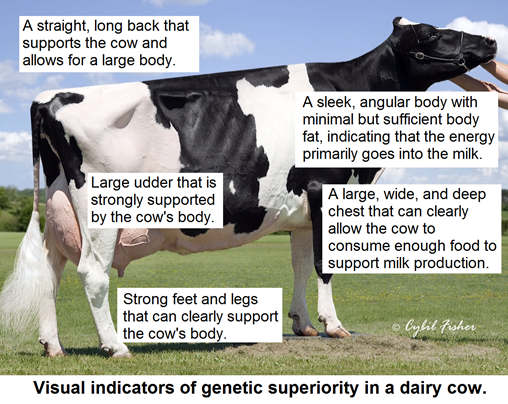 A straight, long back that
supports the cow and
allows for a large body.
A sleek, angular body with
minimal but sufficient body
fat, indicating that the energy
primarily goes into the milk.
Large udder that is
strongly supported
by the cow's body.
A large, wide, and deep
chest that can clearly
allow the cow to
consume enough food to
support milk production.
Strong feet and legs
that can clearly support
the cow's body.
© Cybil Fisher
Visual indicators of genetic superiority in a dairy cow.